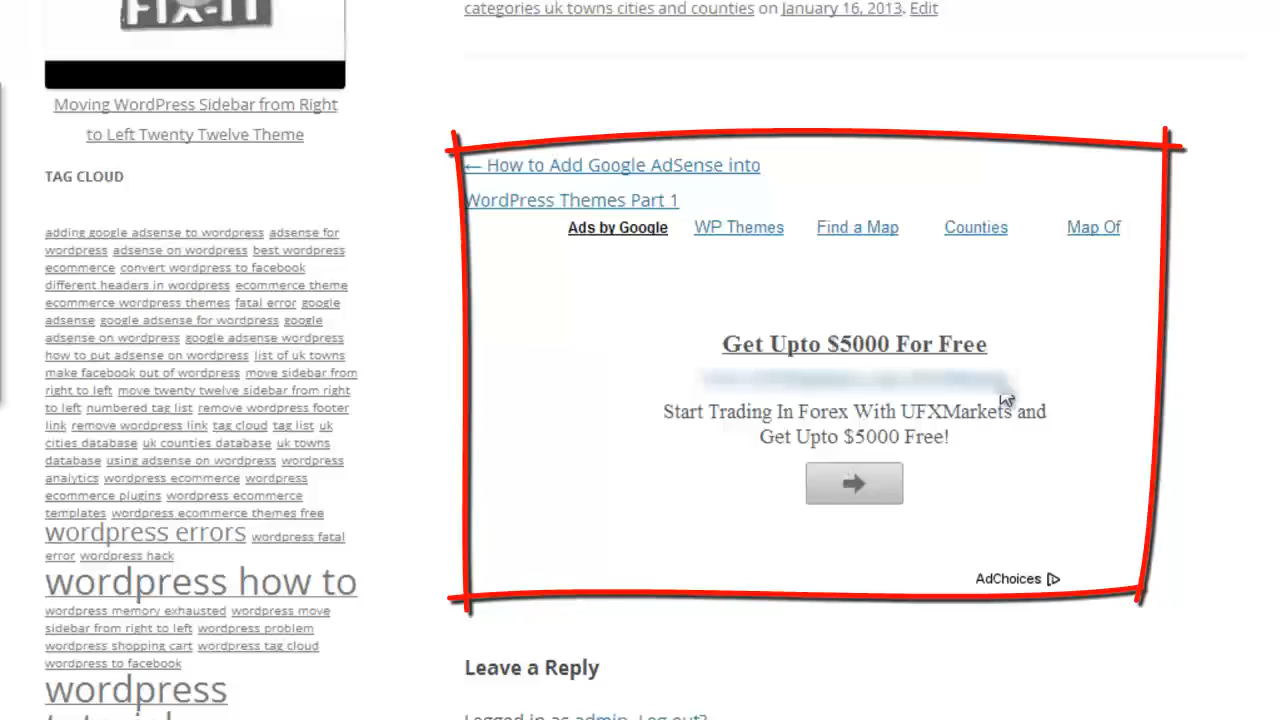 FIX-IT
Moving WordPress Sidebar from Right
to Left Twenty Twelve Theme
TAG CLOUD
adding google adsense to wordpress adsense for
wordpress adsense on wordpress best wordpress
ecommerce convert wordpress to facebook
different headers in wordpress ecommerce theme
ecommerce wordpress themes fatal error google
adsense google adsense for wordpress google
adsense on wordpress google adsense wordpress
how to put adsense on wordpress list of uk towns
make facebook out of wordpress move sidebar from
right to left move twenty twelve sidebar from right
to left numbered tag list remove wordpress footer
link remove wordpress link tag cloud tag list uk
cities database uk counties database uk towns
database using adsense on wordpress wordpress
analytics wordpress ecommerce wordpress
ecommerce plugins wordpress ecommerce
templates wordpress ecommerce themes free
wordpress errors wordpress fatal
error wordpress hack
wordpress how to
wordpress memory exhausted wordpress move
sidebar from right to left wordpress problem
wordpress shopping cart wordpress tag cloud
wordpress to facebook
wordpress
categories uk towns cities and counties on January 16, 2013. Edit
← How to Add Google AdSense into
WordPress Themes Part 1
Ads by Google WP Themes Find a Map Counties Map Of
Get Upto $5000 For Free
Start Trading In Forex With UFXMarkets and
Get Upto $5000 Free!
AdChoices
Leave a Reply
Logged in as admin. Log out?